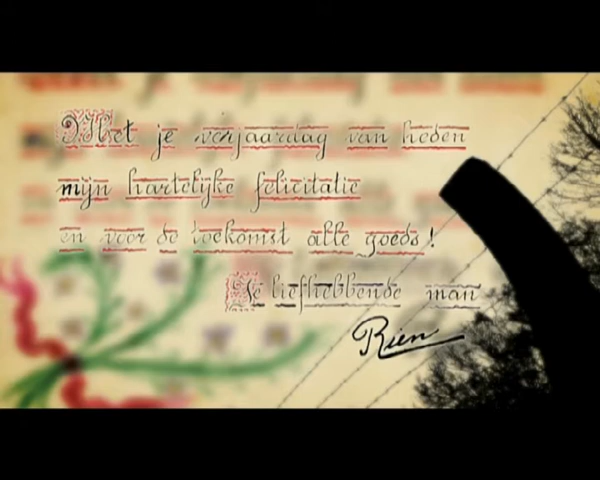 Met je verjaardag van heden
mijn hartelijke felicitatie
en voor de toekomst alle goeds!
Je liefhebbende man
Rien